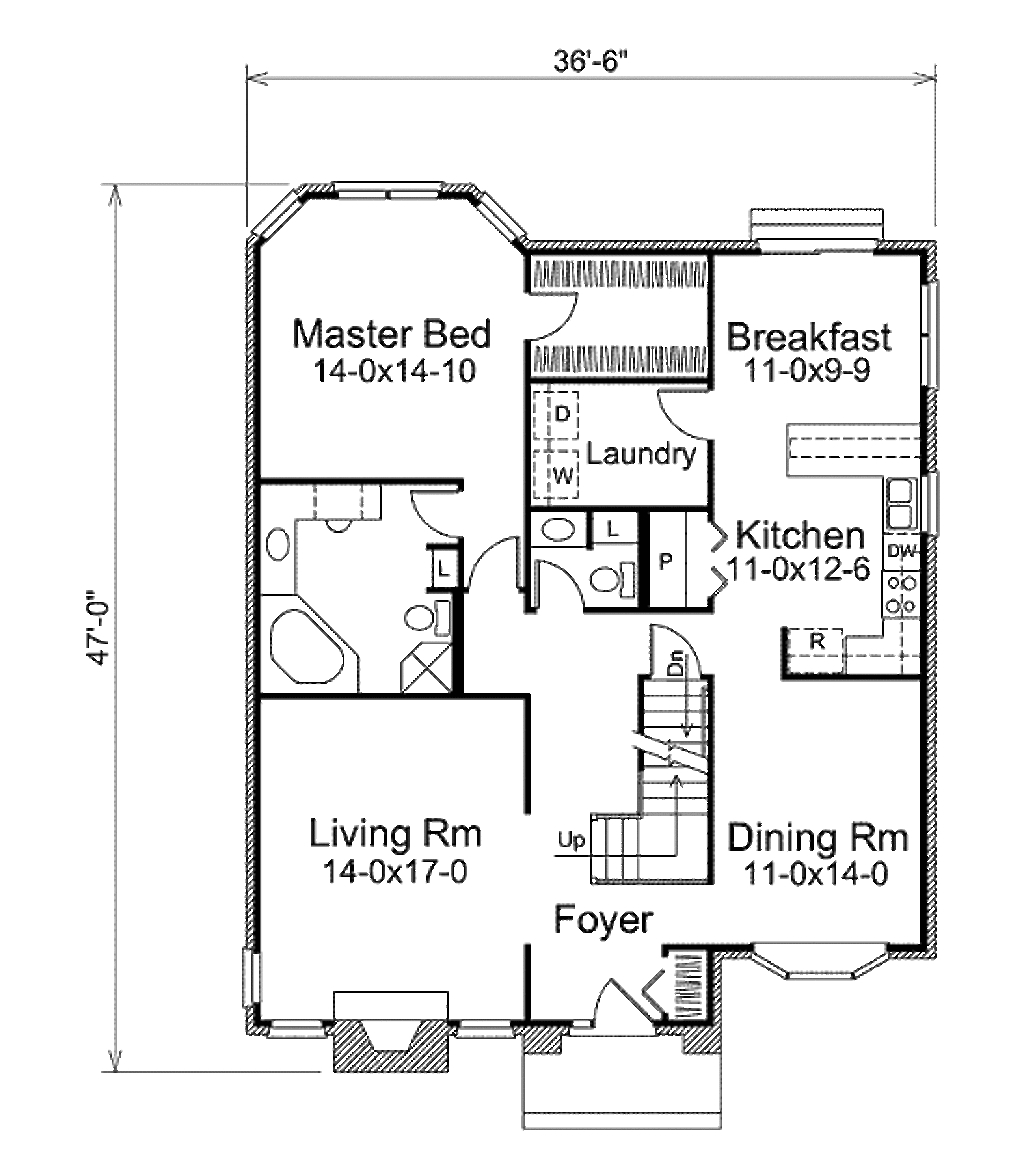 36'-6"
47'-0"
Master Bed
14-0x14-10
Breakfast
11-0x9-9
D
W
Laundry
L
P
Kitchen
11-0x12-6
DW
L
R
Dn
Living Rm
14-0x17-0
Up
Dining Rm
11-0x14-0
Foyer